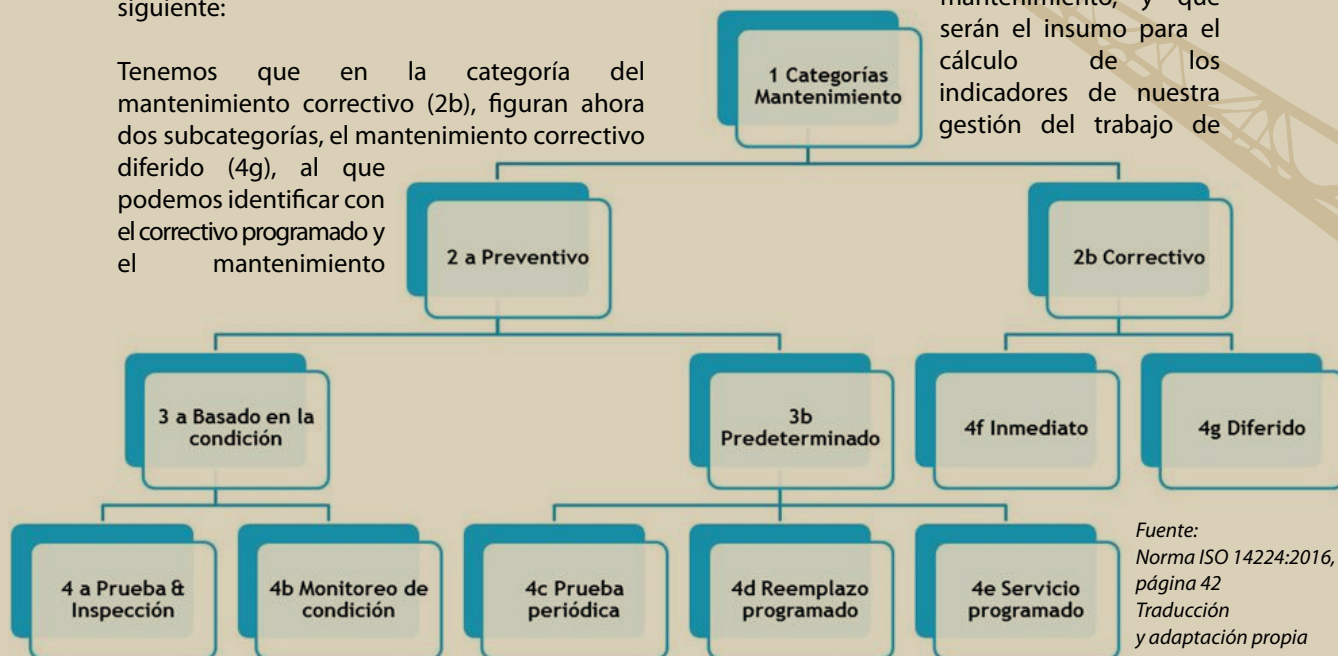 siguiente:
Tenemos que en la categoría del
mantenimiento correctivo (2b), figuran ahora
dos subcategorías, el mantenimiento correctivo
diferido (4g), al que
podemos identificar con
el correctivo programado y
el mantenimiento
mantenimiento, y que
serán el insumo para el
cálculo de los
indicadores de nuestra
gestión del trabajo de
1 Categorías
Mantenimiento
2 a Preventivo
2b Correctivo
3 a Basado en la
condición
3b
Predeterminado
4f Inmediato
4g Diferido
4 a Prueba &
Inspección
4b Monitoreo de
condición
4c Prueba
periódica
4d Reemplazo
programado
4e Servicio
programado
Fuente:
Norma ISO 14224:2016,
página 42
Traducción
y adaptación propia